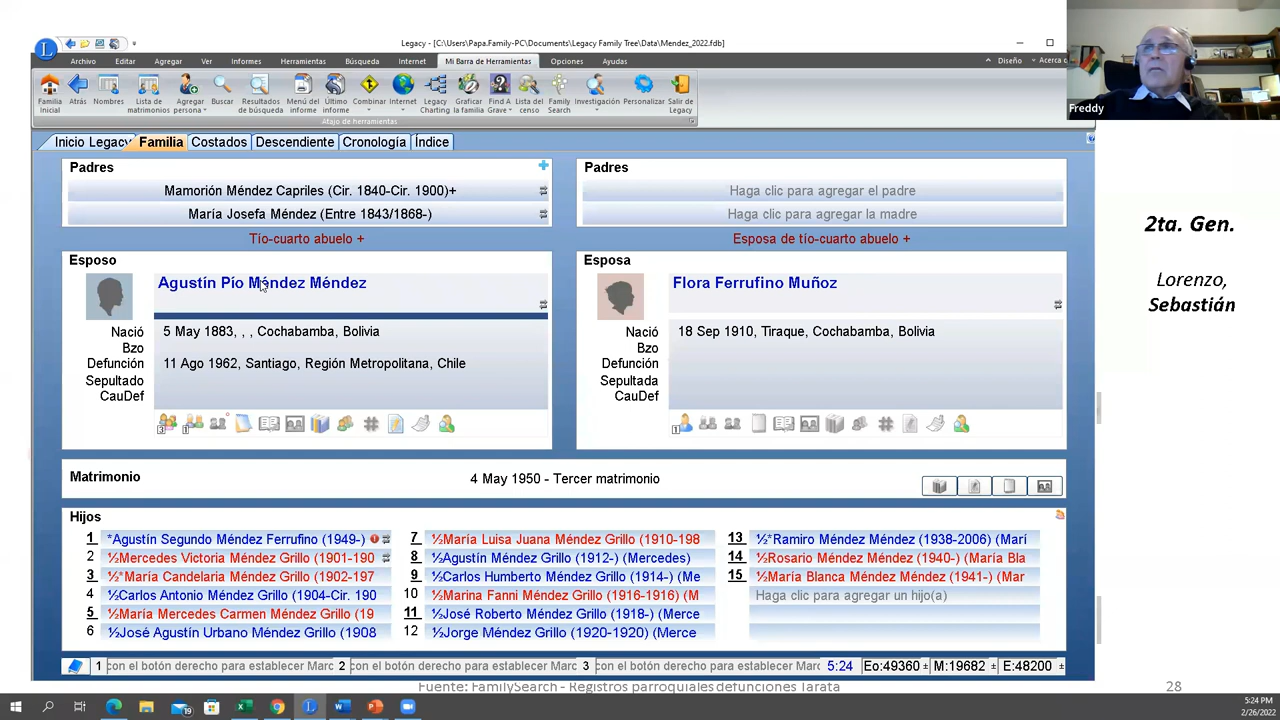 Legacy - [C:\Users\Papa.Family-PC\Documents\Legacy Family Tree\Data\Mendez_2022.fdb]
Archivo Editar Agregar Ver Informes Herramientas Búsqueda Internet Mi Barra de Herramientas Opciones Ayudas Diseño Acerca
Familia Inicial
Atrás
Nombres
Lista de matrimonios
Agregar persona
Buscar
Resultados de búsqueda
Menú del informe
Último informe
Combinar
Internet
Legacy Charting
Graficar la familia
Find A Grave
Lista del censo
Family Search
Investigación
Personalizar
Salir de Legacy
Atajo de herramientas
Freddy
Inicio Legacy Familia Costados Descendiente Cronología Índice
Padres
Mamorión Méndez Capriles (Cir. 1840-Cir. 1900)+
María Josefa Méndez (Entre 1843/1868-)
Tío-cuarto abuelo +
Padres
Haga clic para agregar el padre
Haga clic para agregar la madre
Esposa de tío-cuarto abuelo +
Esposo
Agustín Pío Méndez Méndez
Nació 5 May 1883, , , Cochabamba, Bolivia
Bzo
Defunción 11 Ago 1962, Santiago, Región Metropolitana, Chile
Sepultado
CauDef
3 1
Esposa
Flora Ferrufino Muñoz
Nació 18 Sep 1910, Tiraque, Cochabamba, Bolivia
Bzo
Defunción
Sepultada
CauDef
1
2ta. Gen.
Lorenzo,
Sebastián
Matrimonio 4 May 1950 - Tercer matrimonio
Hijos
1 *Agustín Segundo Méndez Ferrufino (1949-)
2 ½Mercedes Victoria Méndez Grillo (1901-190
3 ½*María Candelaria Méndez Grillo (1902-197
4 ½Carlos Antonio Méndez Grillo (1904-Cir. 190
5 ½María Mercedes Carmen Méndez Grillo (19
6 ½José Agustín Urbano Méndez Grillo (1908
7 ½María Luisa Juana Méndez Grillo (1910-198
8 ½Agustín Méndez Grillo (1912-) (Mercedes)
9 ½Carlos Humberto Méndez Grillo (1914-) (Me
10 ½Marina Fanni Méndez Grillo (1916-1916) (M
11 ½José Roberto Méndez Grillo (1918-) (Merce
12 ½Jorge Méndez Grillo (1920-1920) (Merce
13 ½*Ramiro Méndez Méndez (1938-2006) (Marí
14 ½Rosario Méndez Méndez (1940-) (María Bla
15 ½María Blanca Méndez Méndez (1941-) (Mar
Haga clic para agregar un hijo(a)
1 con el botón derecho para establecer Marc 2 con el botón derecho para establecer Marc 3 con el botón derecho para establecer Marc 5:24 Eo:49360 ± M:19682 ± E:48200 ±
Fuente: FamilySearch - Registros parroquiales defunciones Tarata
28
5:24 PM
2/26/2022